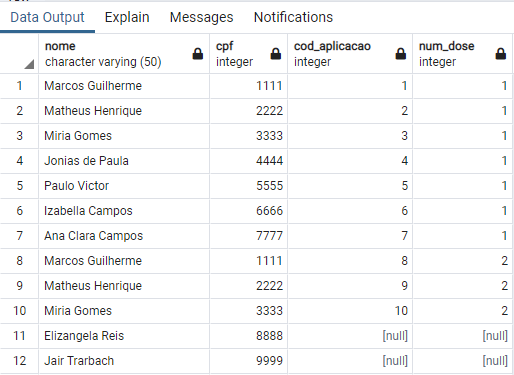 Data Output Explain Messages Notifications
nome cpf cod_aplicacao num_dose
character varying (50) integer integer integer
1 Marcos Guilherme 1111 1 1
2 Matheus Henrique 2222 2 1
3 Miria Gomes 3333 3 1
4 Jonias de Paula 4444 4 1
5 Paulo Victor 5555 5 1
6 Izabella Campos 6666 6 1
7 Ana Clara Campos 7777 7 1
8 Marcos Guilherme 1111 8 2
9 Matheus Henrique 2222 9 2
10 Miria Gomes 3333 10 2
11 Elizangela Reis 8888 [null] [null]
12 Jair Trarbach 9999 [null] [null]